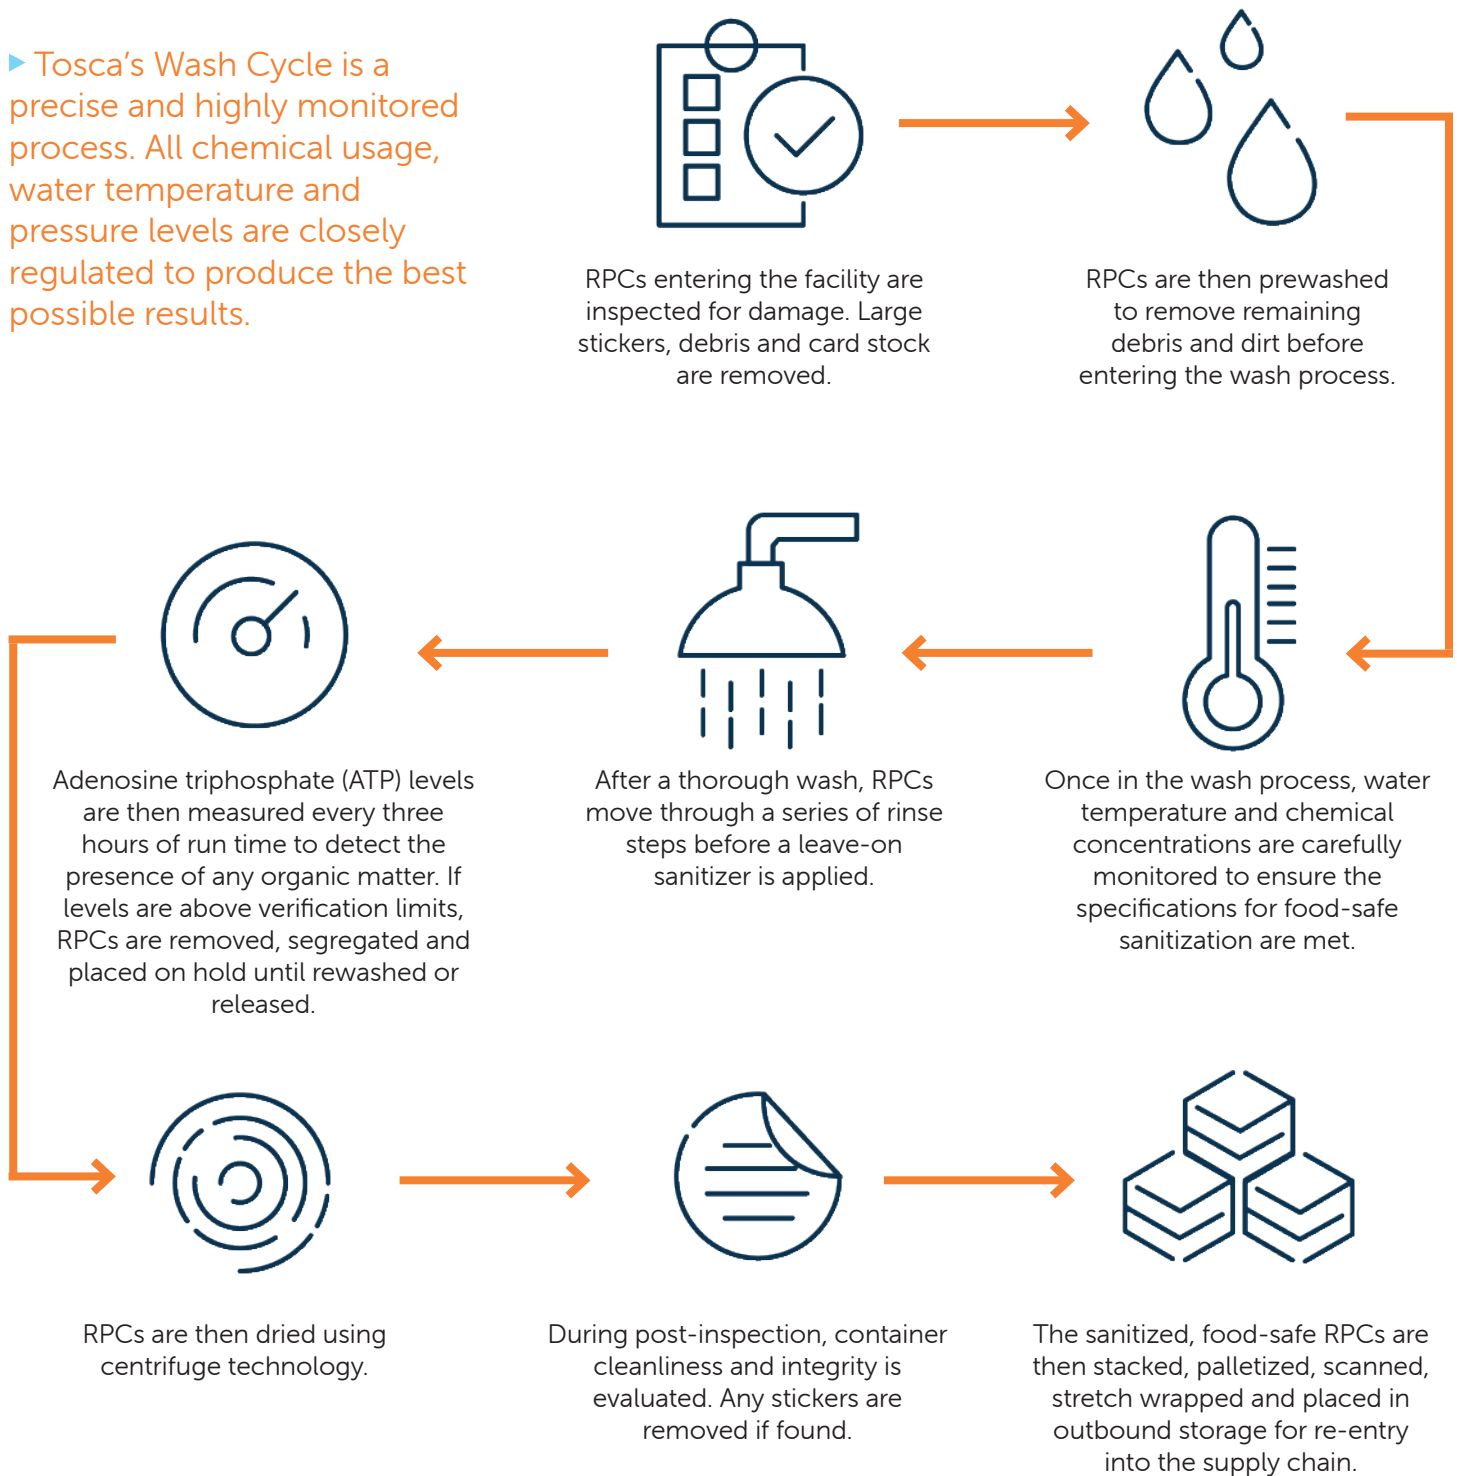 Tosca’s Wash Cycle is a
precise and highly monitored
process. All chemical usage,
water temperature and
pressure levels are closely
regulated to produce the best
possible results.
RPCs entering the facility are
inspected for damage. Large
stickers, debris and card stock
are removed.
RPCs are then prewashed
to remove remaining
debris and dirt before
entering the wash process.
Once in the wash process, water
temperature and chemical
concentrations are carefully
monitored to ensure the
specifications for food-safe
sanitization are met.
After a thorough wash, RPCs
move through a series of rinse
steps before a leave-on
sanitizer is applied.
Adenosine triphosphate (ATP) levels
are then measured every three
hours of run time to detect the
presence of any organic matter. If
levels are above verification limits,
RPCs are removed, segregated and
placed on hold until rewashed or
released.
RPCs are then dried using
centrifuge technology.
During post-inspection, container
cleanliness and integrity is
evaluated. Any stickers are
removed if found.
The sanitized, food-safe RPCs are
then stacked, palletized, scanned,
stretch wrapped and placed in
outbound storage for re-entry
into the supply chain.